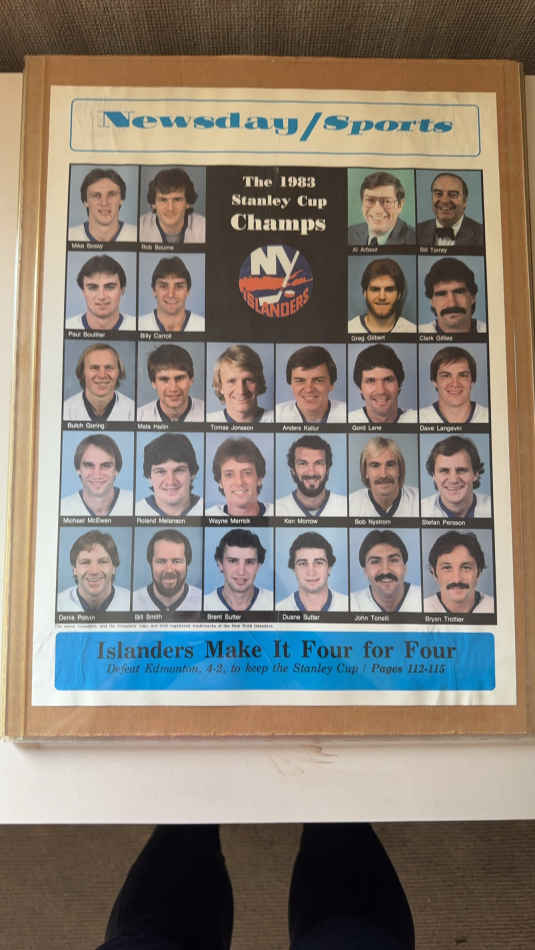 Newsday/Sports
The 1983
Stanley Cup
Champs
NY
ISLANDERS
Mike Bossy
Bob Bourne
Al Arbour
Bill Torrey
Paul Boutilier
Billy Carroll
Greg Gilbert
Clark Gillies
Butch Goring
Mats Hallin
Tomas Jonsson
Anders Kallur
Gord Lane
Dave Langevin
Michael McEwen
Roland Melanson
Wayne Merrick
Ken Morrow
Bob Nystrom
Stefan Persson
Denis Potvin
Bill Smith
Brent Sutter
Duane Sutter
John Tonelli
Bryan Trottier
Islanders Make It Four for Four
Defeat Edmonton, 4-2, to keep the Stanley Cup / Pages 112-115